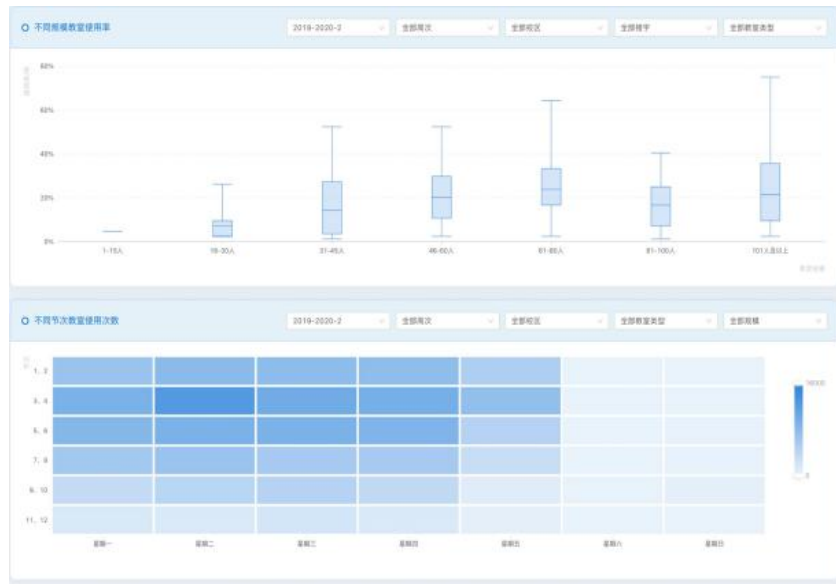 不同规模教室使用率
2019-2020-2 全部周次 全部校区 全部楼宇 全部教室类型
80%
60%
40%
20%
0%
1-15人 16-30人 31-45人 46-60人 61-80人 81-100人 101人及以上
不同节次教室使用次数
2019-2020-2 全部周次 全部校区 全部教室类型 全部规模
1, 2
3, 4
5, 6
7, 8
9, 10
0
11, 12
星期一 星期二 星期三 星期四 星期五 星期六 星期日